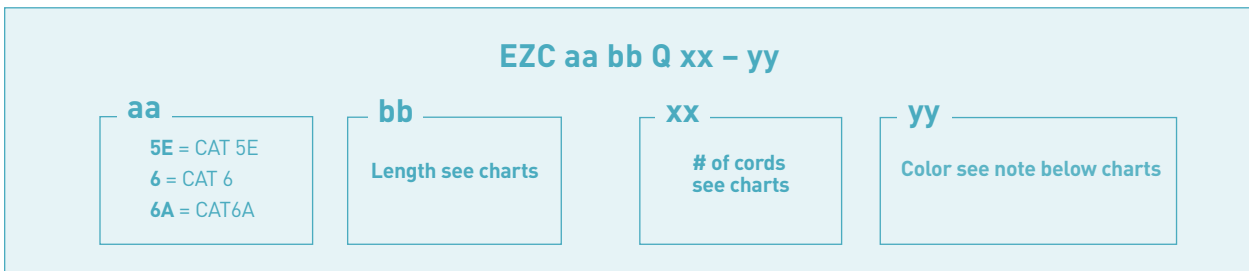 EZC aa bb Q xx – yy
aa
5E = CAT 5E
6 = CAT 6
6A = CAT6A
bb
Length see charts
xx
# of cords
see charts
yy
Color see note below charts